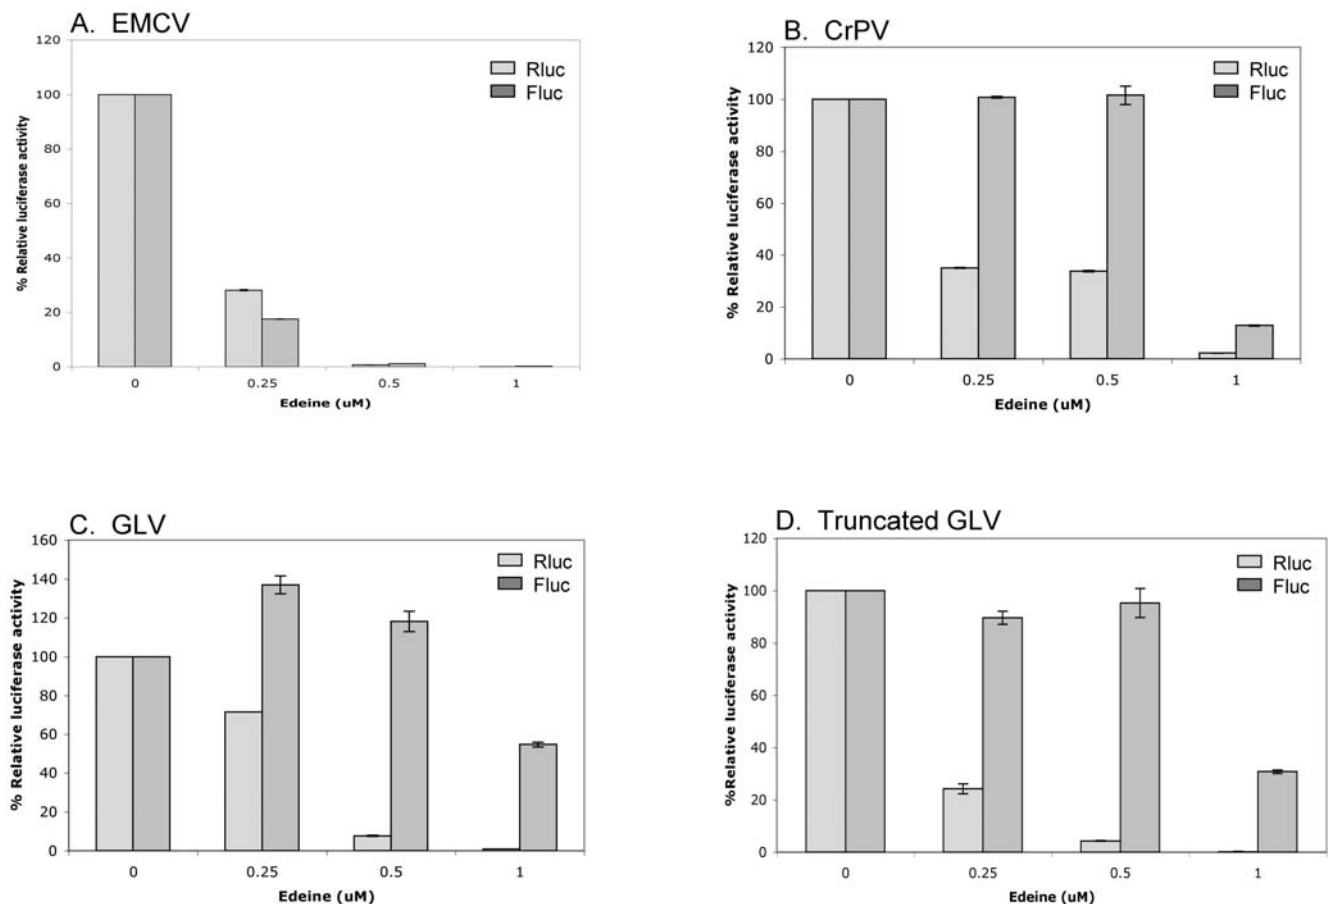 A. EMCV
120
100
80
60
40
20
0
% Relative luciferase activity
Rluc
Fluc
0 0.25 0.5 1
Edeine (uM)
B. CrPV
120
100
80
60
40
20
0
% Relative luciferase activity
Rluc
Fluc
0 0.25 0.5 1
Edeine (uM)
C. GLV
160
140
120
100
80
60
40
20
0
% Relative luciferase activity
Rluc
Fluc
0 0.25 0.5 1
Edeine (uM)
D. Truncated GLV
120
100
80
60
40
20
0
%Relative luciferase activity
Rluc
Fluc
0 0.25 0.5 1
Edeine (uM)